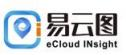 易云图
eCloud INsight